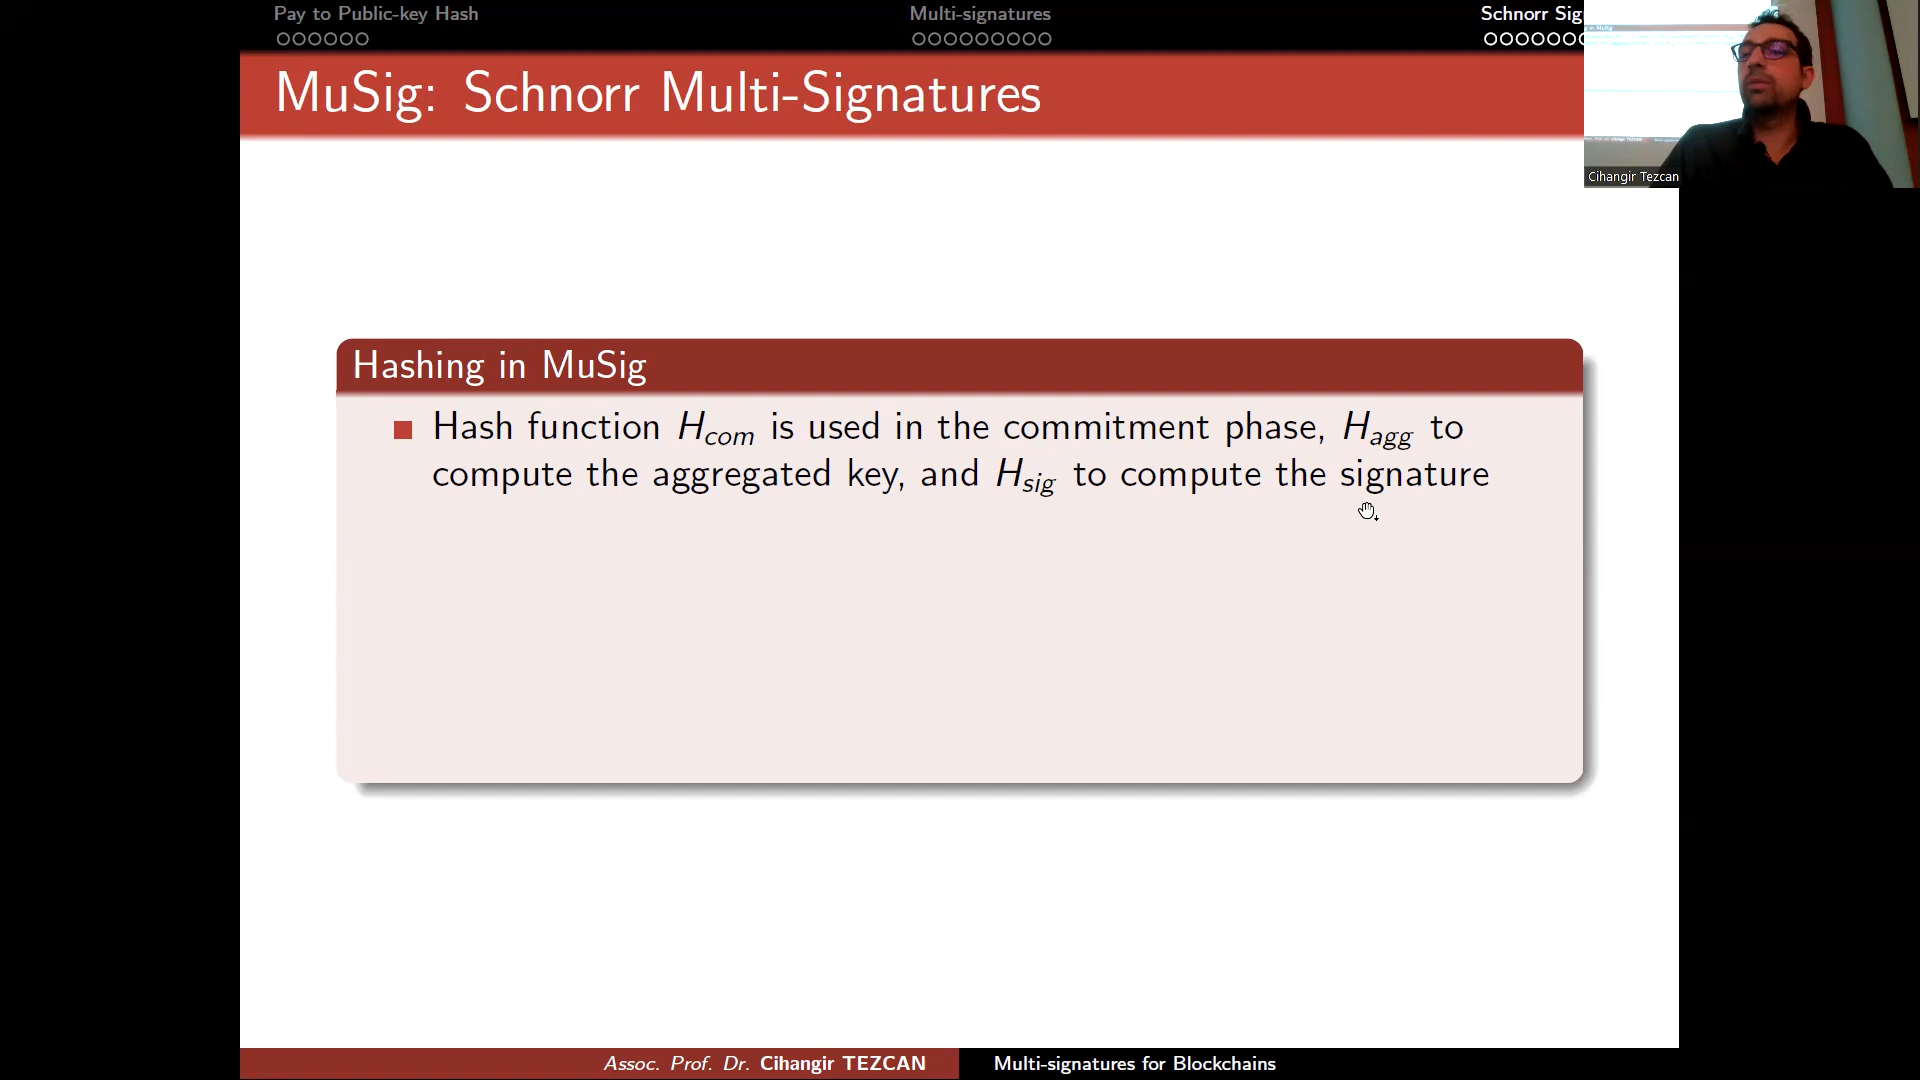 Pay to Public-key Hash
Multi-signatures
Schnorr Sig
MuSig: Schnorr Multi-Signatures
Cihangir Tezcan
Hashing in MuSig
Hash function H_com is used in the commitment phase, H_agg to
compute the aggregated key, and H_sig to compute the signature
Assoc. Prof. Dr. Cihangir TEZCAN
Multi-signatures for Blockchains